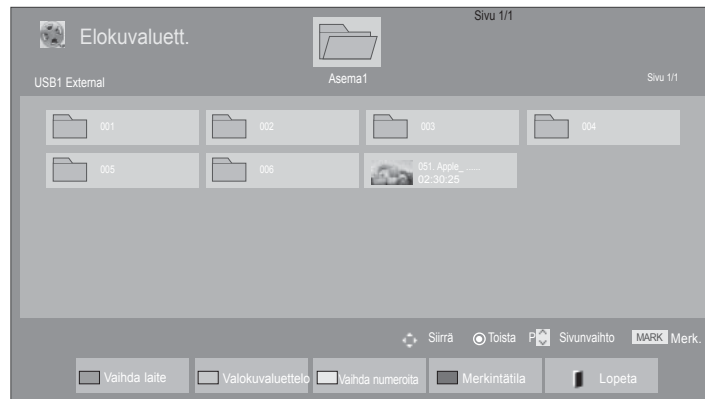 Sivu 1/1
Elokuvaluett.
USB1 External
Asema1
Sivu 1/1
001
002
003
004
005
006
051. Apple_ ......
02:30:25
Siirrä
Toista
P
Sivunvaihto
MARK
Merk.
Vaihda laite
Valokuvaluettelo
Vaihda numeroita
Merkintätila
Lopeta